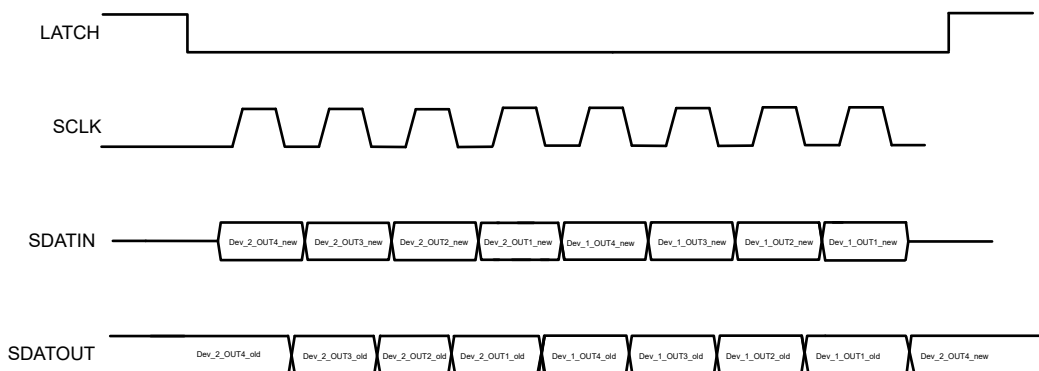 LATCH
SCLK
SDATIN
Dev_2_OUT4_new Dev_2_OUT3_new Dev_2_OUT2_new Dev_2_OUT1_new Dev_1_OUT4_new Dev_1_OUT3_new Dev_1_OUT2_new Dev_1_OUT1_new
SDATOUT
Dev_2_OUT4_old Dev_2_OUT3_old Dev_2_OUT2_old Dev_2_OUT1_old Dev_1_OUT4_old Dev_1_OUT3_old Dev_1_OUT2_old Dev_1_OUT1_old Dev_2_OUT4_new